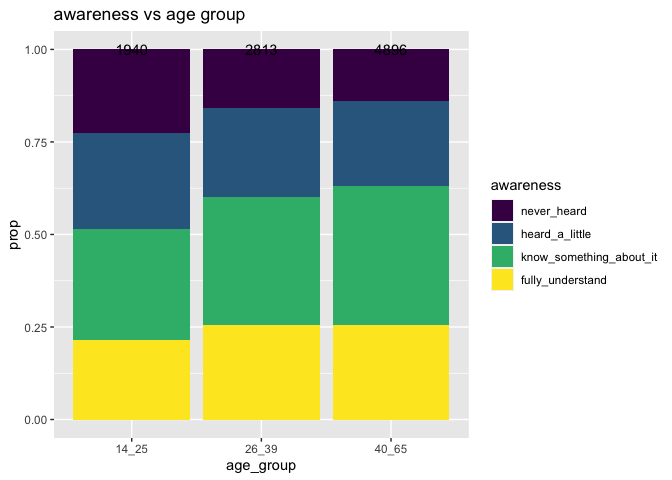 awareness vs age group
1940 2813 4896
1.00
0.75
0.50
0.25
0.00
prop
14_25 26_39 40_65
age_group
awareness
never_heard
heard_a_little
know_something_about_it
fully_understand